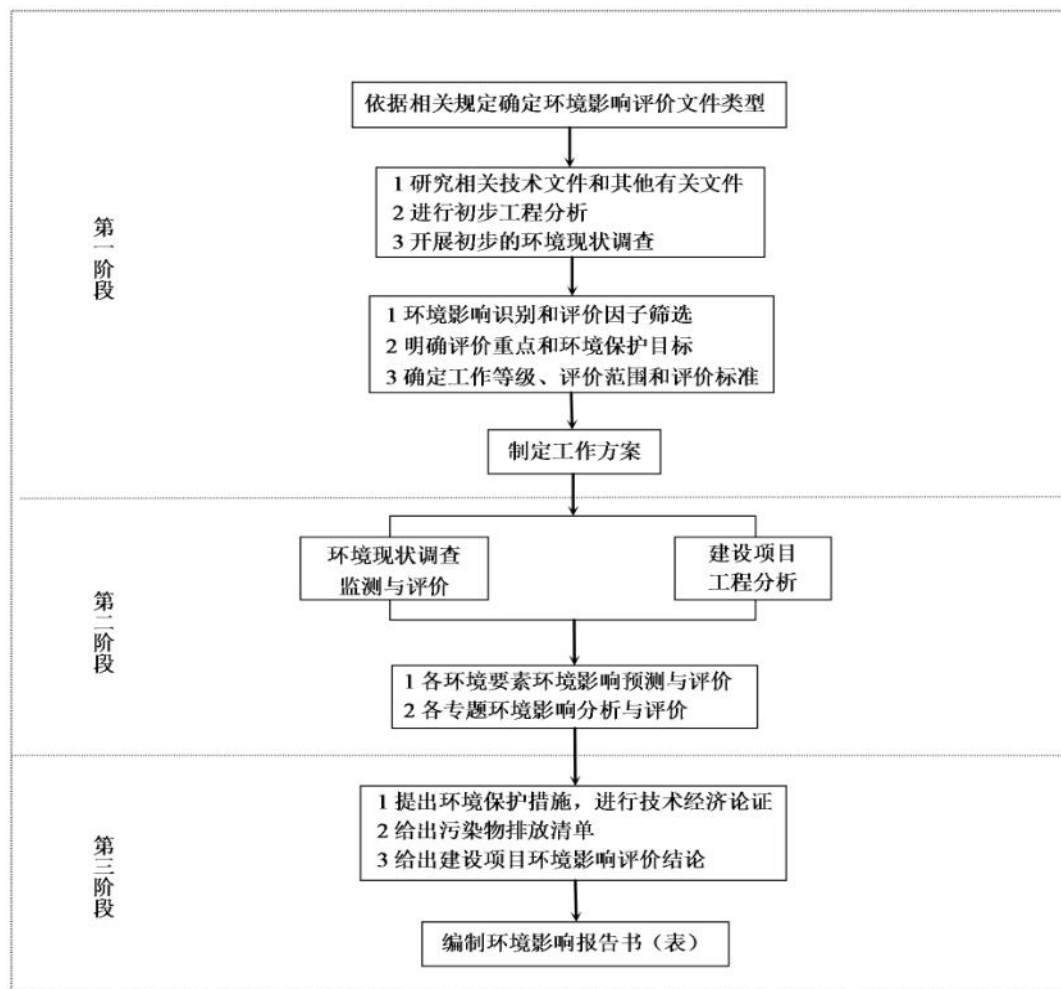 依据相关规定确定环境影响评价文件类型
1 研究相关技术文件和其他有关文件
2 进行初步工程分析
3 开展初步的环境现状调查
第一阶段
1 环境影响识别和评价因子筛选
2 明确评价重点和环境保护目标
3 确定工作等级、评价范围和评价标准
制定工作方案
环境现状调查
监测与评价
建设项目
工程分析
第二阶段
1 各环境要素环境影响预测与评价
2 各专题环境影响分析与评价
1 提出环境保护措施，进行技术经济论证
2 给出污染物排放清单
3 给出建设项目环境影响评价结论
第三阶段
编制环境影响报告书（表）